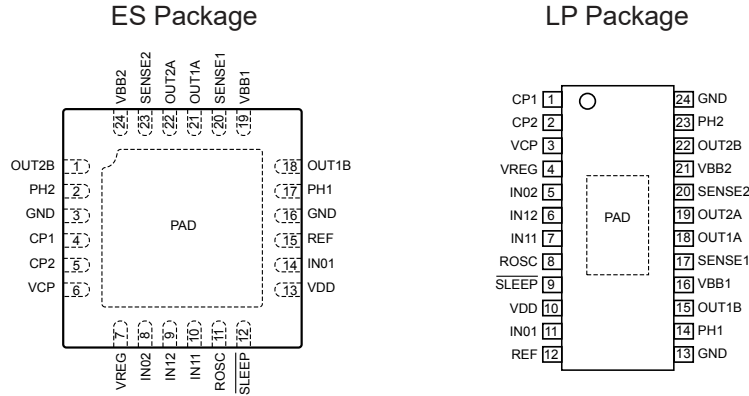 ES Package
LP Package
VBB2
SENSE2
OUT2A
OUT1A
SENSE1
VBB1
24
23
22
21
20
19
OUT2B 1
PH2 2
GND 3
CP1 4
CP2 5
VCP 6
PAD
18 OUT1B
17 PH1
16 GND
15 REF
14 IN01
13 VDD
7
8
9
10
11
12
VREG
IN02
IN12
IN11
ROSC
SLEEP
CP1 1
CP2 2
VCP 3
VREG 4
IN02 5
IN12 6
IN11 7
ROSC 8
SLEEP 9
VDD 10
IN01 11
REF 12
PAD
24 GND
23 PH2
22 OUT2B
21 VBB2
20 SENSE2
19 OUT2A
18 OUT1A
17 SENSE1
16 VBB1
15 OUT1B
14 PH1
13 GND